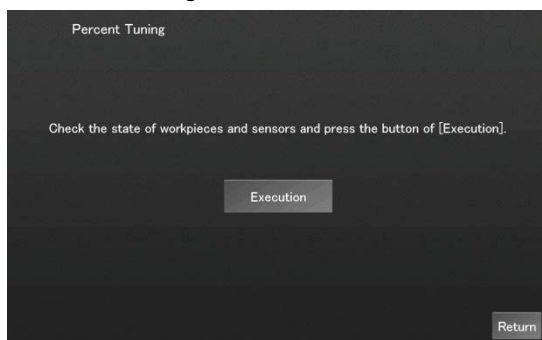 Percent Tuning
Check the state of workpieces and sensors and press the button of [Execution].
Execution
Return